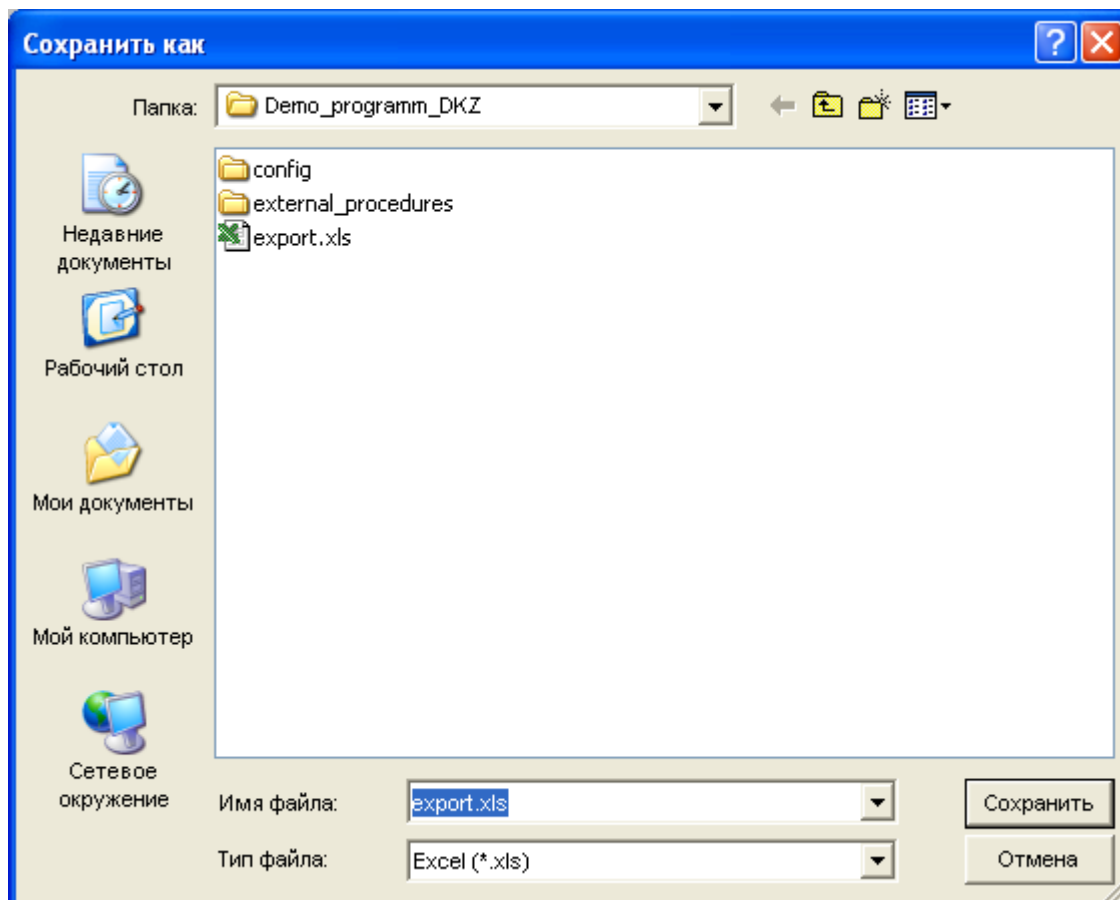 Сохранить как
Папка:
Demo_programm_DKZ
config
external_procedures
export.xls
Недавние
документы
Рабочий стол
Мои документы
Мой компьютер
Сетевое
окружение
Имя файла:
export.xls
Сохранить
Тип файла:
Excel (*.xls)
Отмена